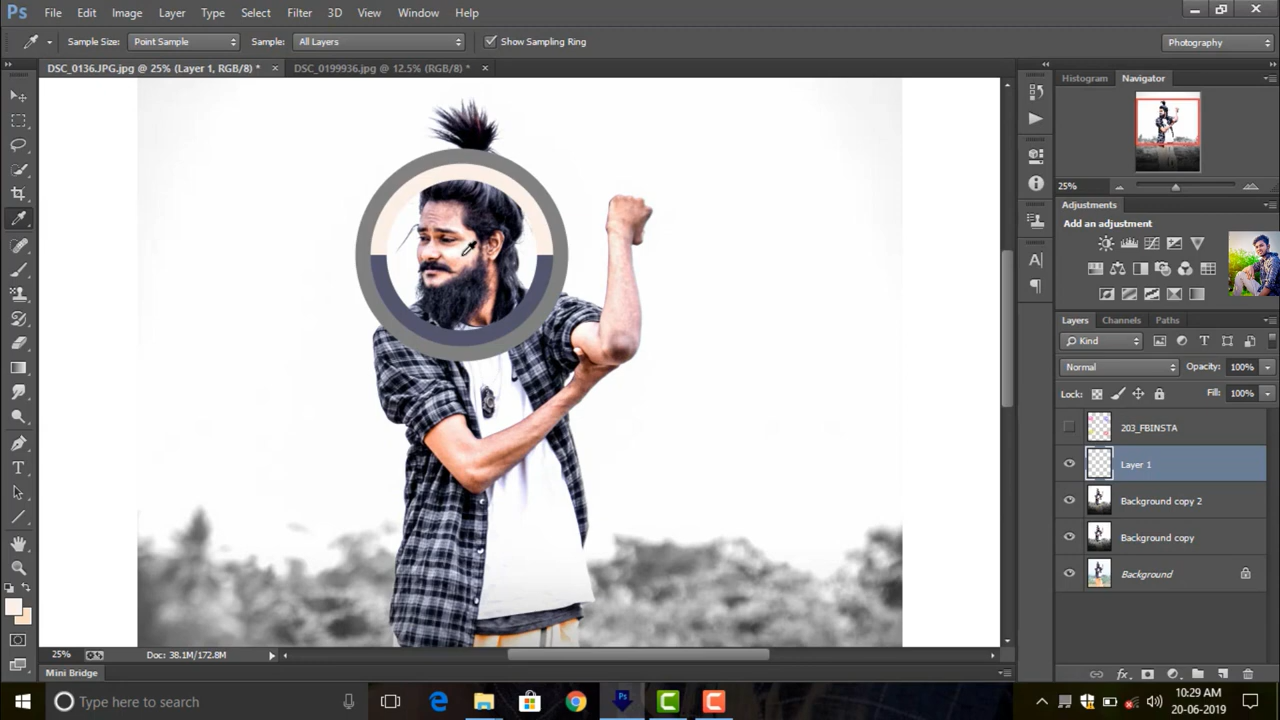 Ps File Edit Image Layer Type Select Filter 3D View Window Help
Sample Size: Point Sample Sample: All Layers Show Sampling Ring Photography
DSC_0136.JPG.jpg @ 25% (Layer 1, RGB/8) * × DSC_0199936.jpg @ 12.5% (RGB/8) * ×
Histogram Navigator
25%
Adjustments
Add an adjustment
Layers Channels Paths
Kind
Normal Opacity: 100%
Lock: Fill: 100%
203_FBINSTA
Layer 1
Background copy 2
Background copy
Background
25% Doc: 38.1M/172.8M
Mini Bridge
Type here to search
10:29 AM
20-06-2019